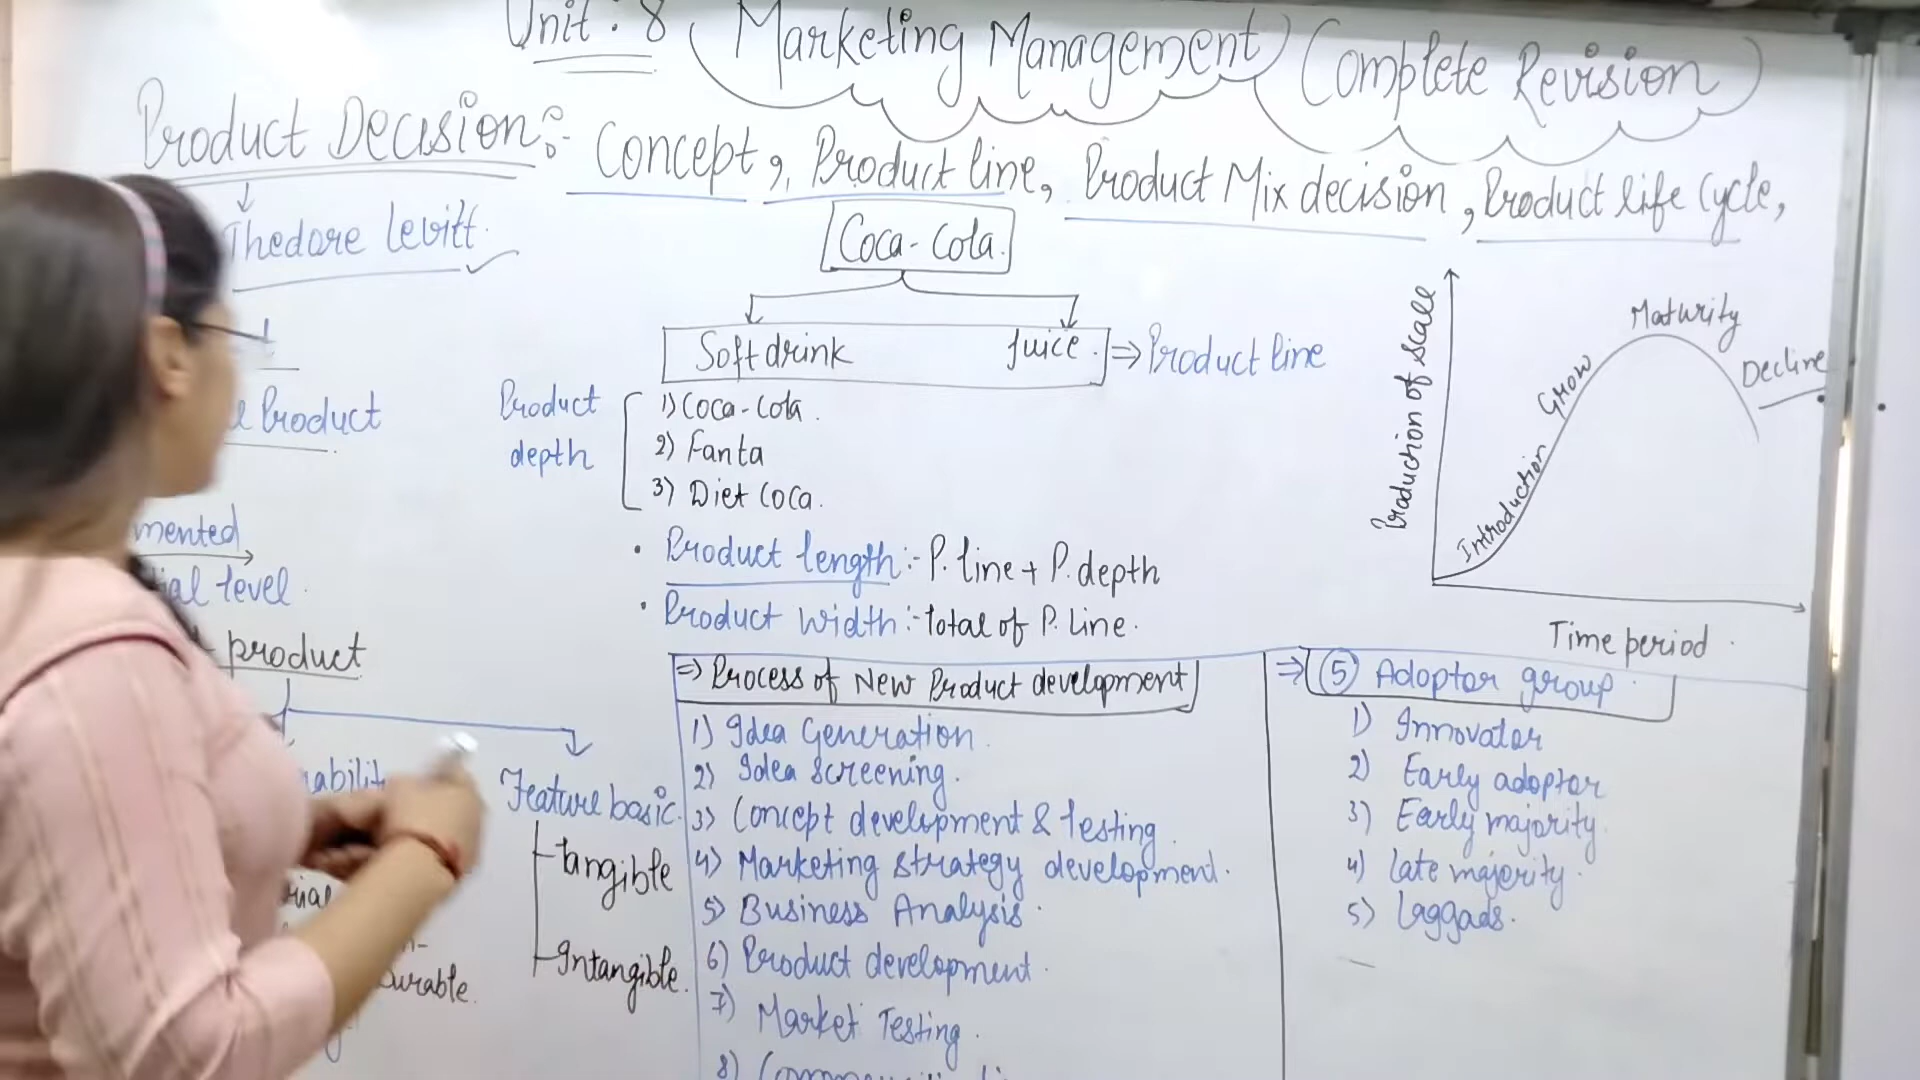 Unit : 8 Marketing Management (Complete Revision)
Product Decision :- Concept, Product line, Product Mix decision, Product life Cycle,
Thedore levitt
Coca-Cola
Soft drink Juice => Product line
Product
Product depth
1) Coca-Cola
2) Fanta
3) Diet Coca
mented
level
• Product length :- P. line + P. depth
• Product Width :- total of P. Line.
product
Feature basic
tangible
Intangible
urable
=> Process of New Product development
1) Idea Generation
2) Idea Screening
3) Concept development & testing
4) Marketing strategy development
5) Business Analysis
6) Product development
7) Market Testing
8)
=> (5) Adoptor group
1) Innovator
2) Early adoptor
3) Early majority
4) late majority
5) laggads
Production of Scale
Introduction
Grow
Maturity
Decline
Time period